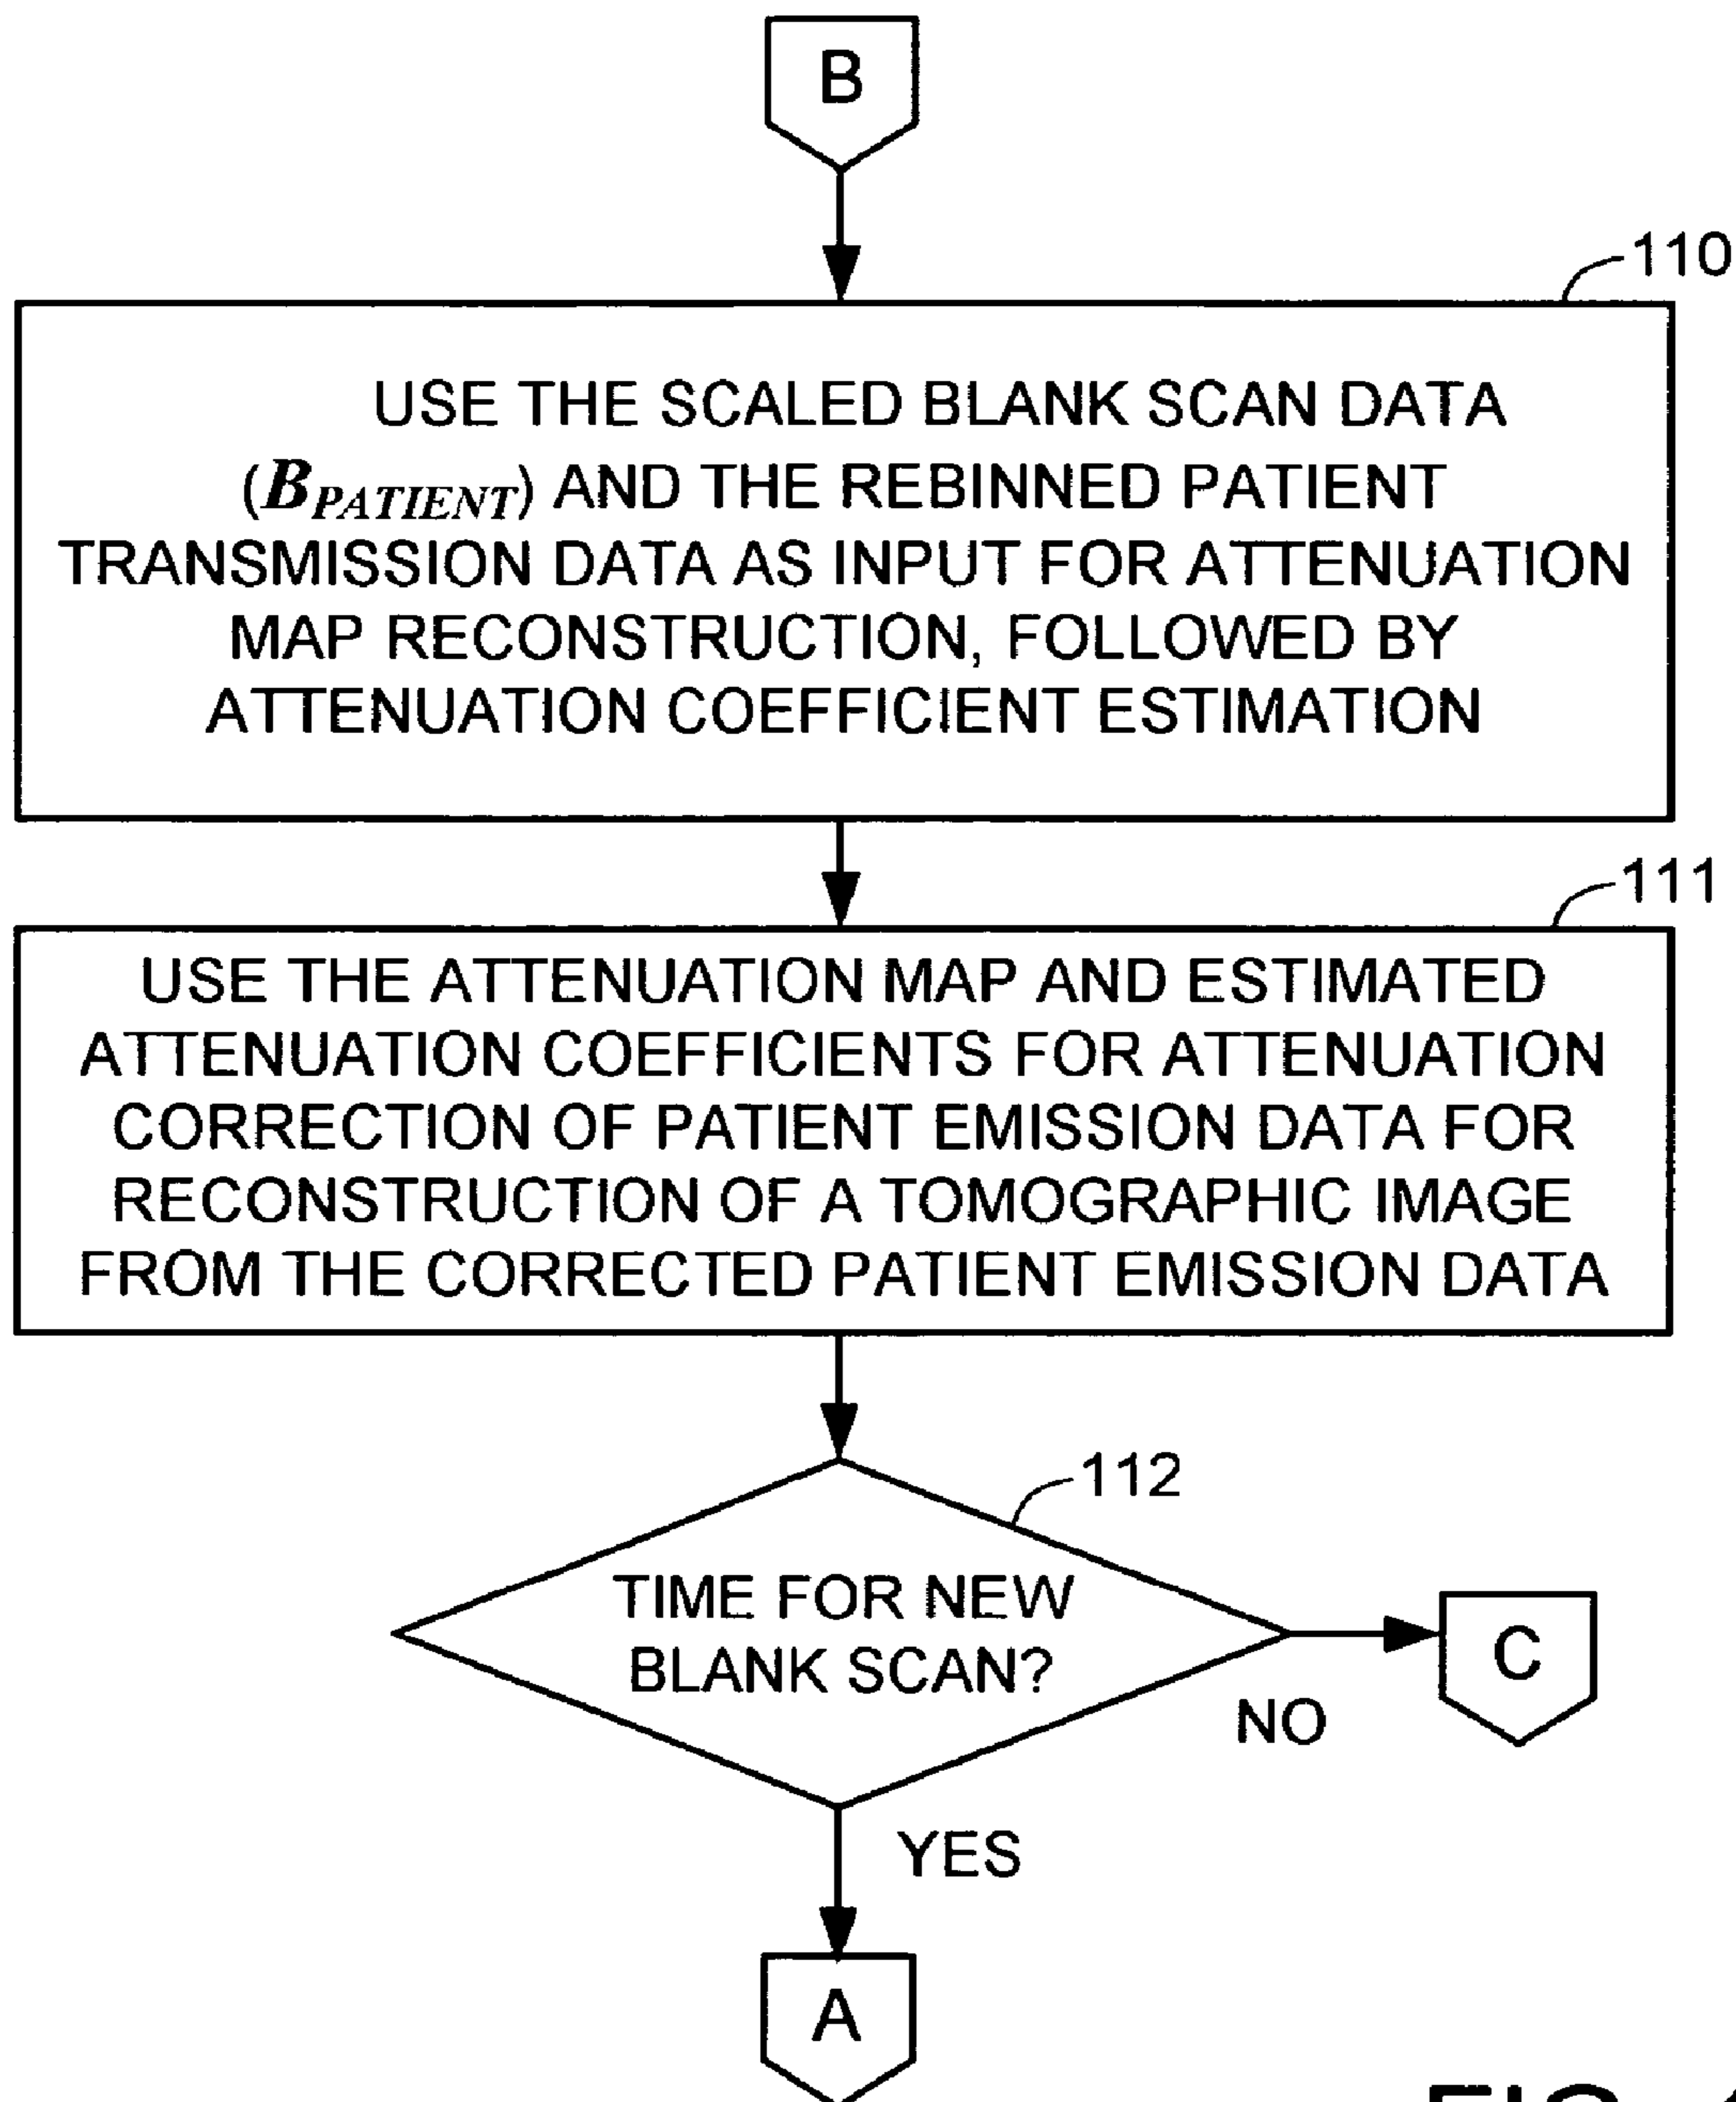 B
110
USE THE SCALED BLANK SCAN DATA
(B_PATIENT) AND THE REBINNED PATIENT
TRANSMISSION DATA AS INPUT FOR ATTENUATION
MAP RECONSTRUCTION, FOLLOWED BY
ATTENUATION COEFFICIENT ESTIMATION
111
USE THE ATTENUATION MAP AND ESTIMATED
ATTENUATION COEFFICIENTS FOR ATTENUATION
CORRECTION OF PATIENT EMISSION DATA FOR
RECONSTRUCTION OF A TOMOGRAPHIC IMAGE
FROM THE CORRECTED PATIENT EMISSION DATA
112
TIME FOR NEW
BLANK SCAN?
C
NO
YES
A